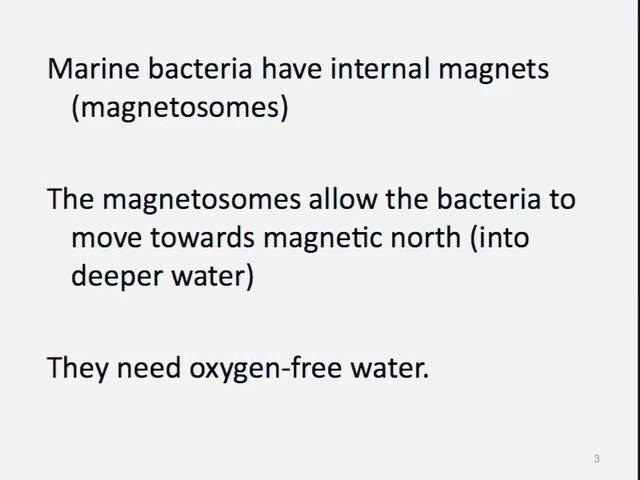 Marine bacteria have internal magnets
(magnetosomes)
The magnetosomes allow the bacteria to
move towards magnetic north (into
deeper water)
They need oxygen-free water.
3